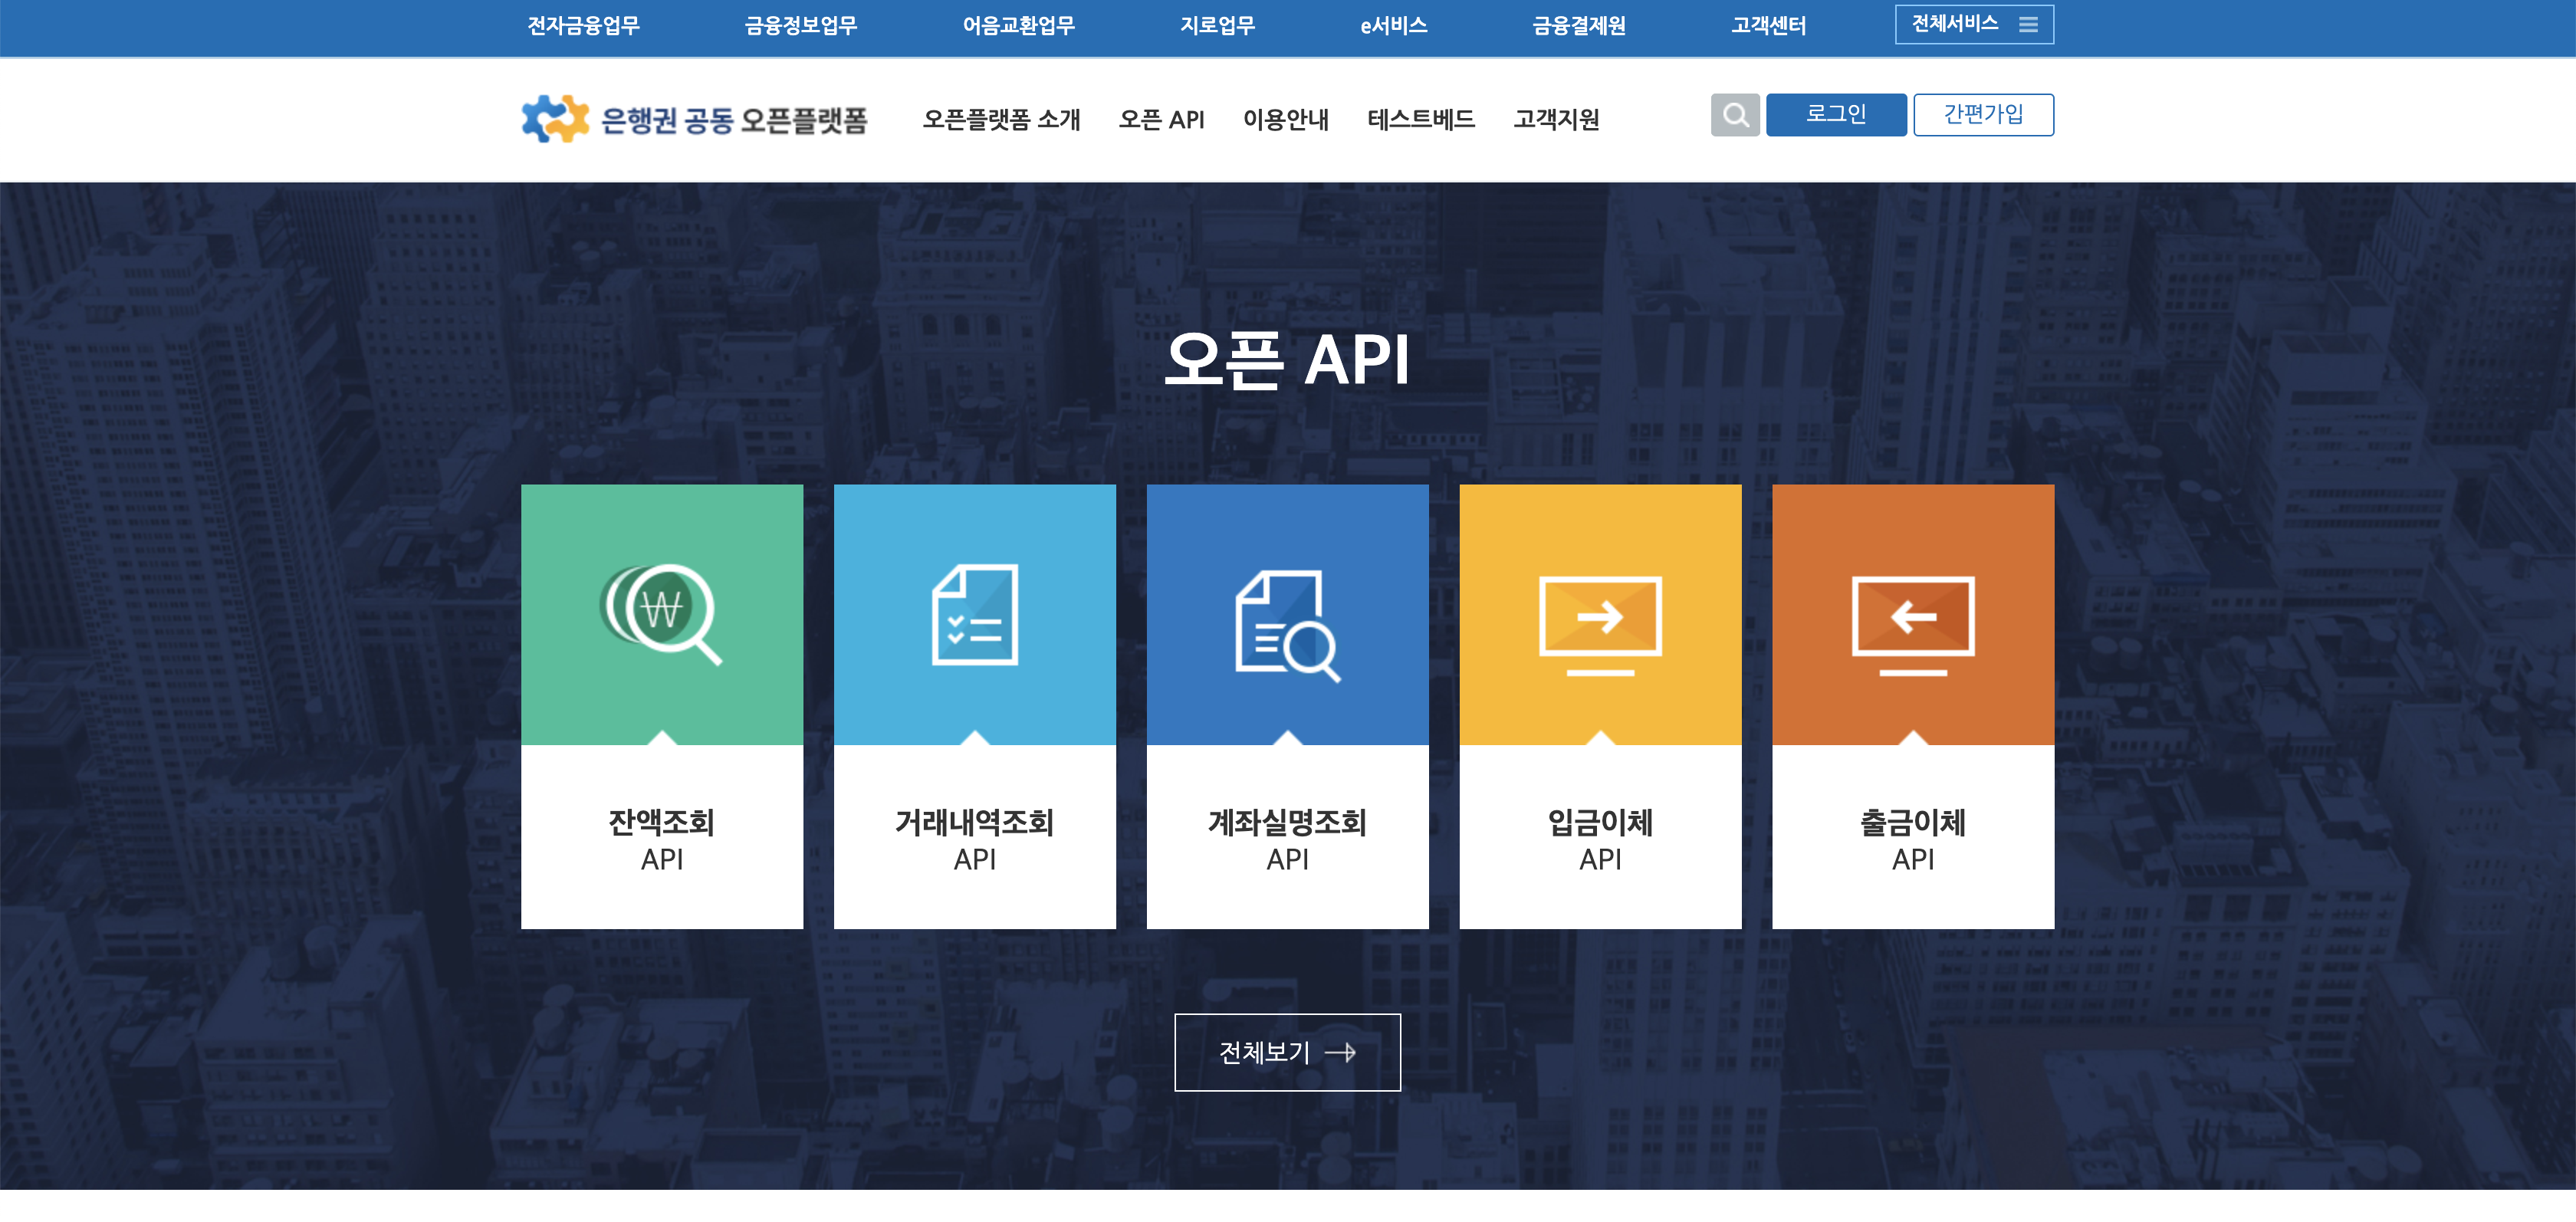 전자금융업무 금융정보업무 어음교환업무 지로업무 e서비스 금융결제원 고객센터 전체서비스
은행권 공동 오픈플랫폼 오픈플랫폼 소개 오픈 API 이용안내 테스트베드 고객지원 로그인 간편가입
오픈 API
₩
잔액조회 거래내역조회 계좌실명조회 입금이체 출금이체
API API API API API
전체보기